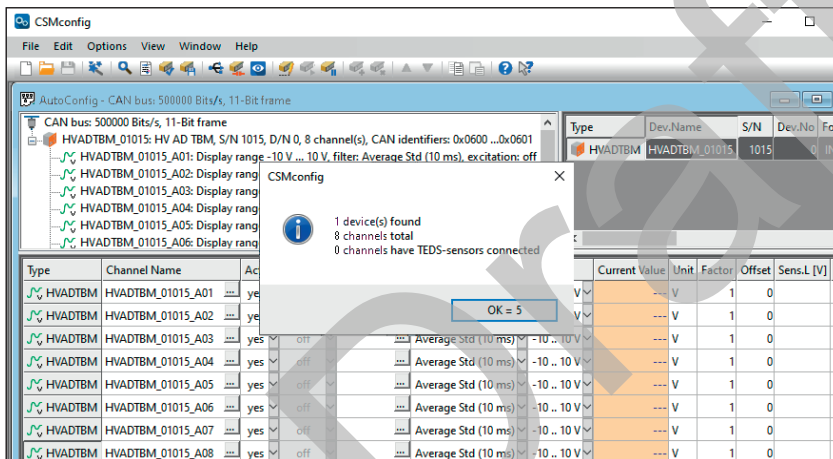 CSMconfig
File Edit Options View Window Help
AutoConfig - CAN bus: 500000 Bits/s, 11-Bit frame
CAN bus: 500000 Bits/s, 11-Bit frame
HVADTBM_01015: HV AD TBM, S/N 1015, D/N 0, 8 channel(s), CAN identifiers: 0x0600 ...0x0601
HVADTBM_01015_A01: Display range -10 V ... 10 V, filter: Average Std (10 ms), excitation: off
HVADTBM_01015_A02: Display rang
HVADTBM_01015_A03: Display rang
HVADTBM_01015_A04: Display rang
HVADTBM_01015_A05: Display rang
HVADTBM_01015_A06: Display rang
Type Dev.Name S/N Dev.No Fo
HVADTBM HVADTBM_01015 1015 0 IN
CSMconfig
1 device(s) found
8 channels total
0 channels have TEDS-sensors connected
OK = 5
Type Channel Name Ac Current Value Unit Factor Offset Sens.L [V]
HVADTBM HVADTBM_01015_A01 ... ye V --- V 1 0
HVADTBM HVADTBM_01015_A02 ... ye V --- V 1 0
HVADTBM HVADTBM_01015_A03 ... yes off ... Average Std (10 ms) -10 .. 10 V --- V 1 0
HVADTBM HVADTBM_01015_A04 ... yes off ... Average Std (10 ms) -10 .. 10 V --- V 1 0
HVADTBM HVADTBM_01015_A05 ... yes off ... Average Std (10 ms) -10 .. 10 V --- V 1 0
HVADTBM HVADTBM_01015_A06 ... yes off ... Average Std (10 ms) -10 .. 10 V --- V 1 0
HVADTBM HVADTBM_01015_A07 ... yes off ... Average Std (10 ms) -10 .. 10 V --- V 1 0
HVADTBM HVADTBM_01015_A08 ... yes off ... Average Std (10 ms) -10 .. 10 V --- V 1 0